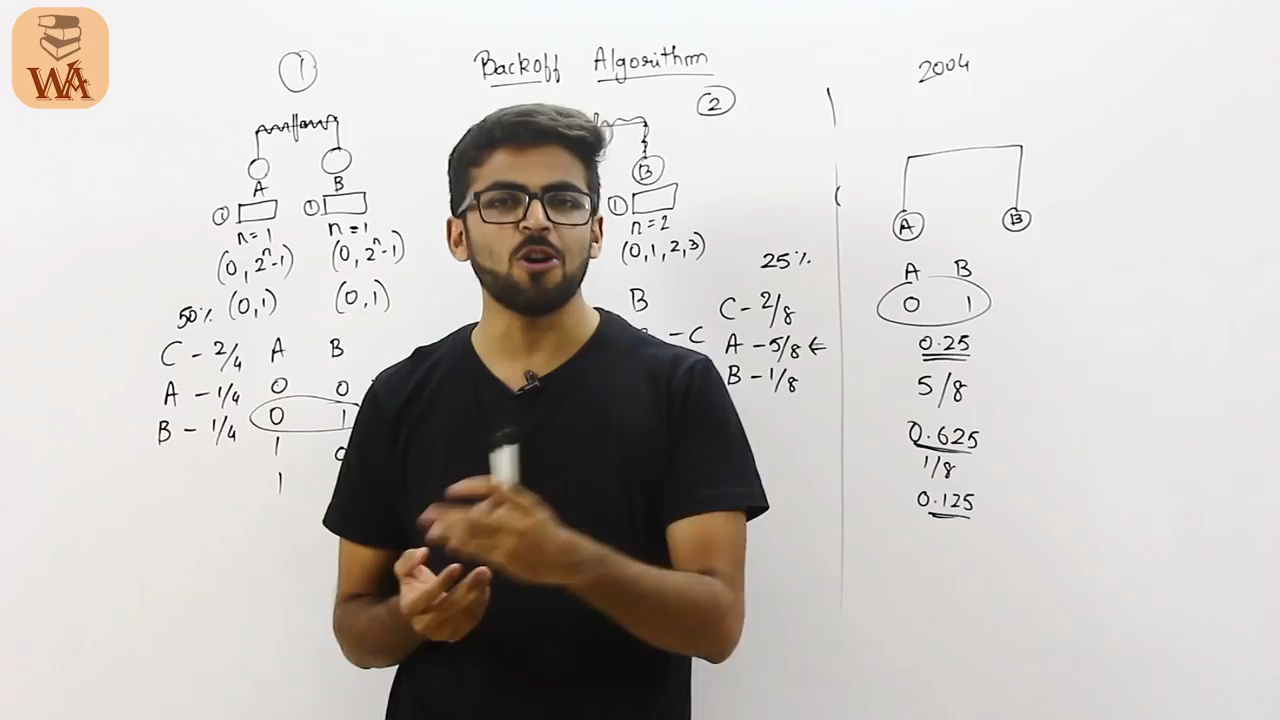 WA
①
Backoff Algorithm
②
2004
A
B
① ①
n=1
n=1
(0, 2ⁿ-1)
(0, 2ⁿ-1)
50% (0,1)
(0,1)
C - 2/4
A - 1/4
B - 1/4
A B
0 0
0 1
1 0
1
B
①
n=2
(0,1,2,3)
B
- C
25%
C - 2/8
A - 5/8 ←
B - 1/8
A B
A B
0 1
0.25
5/8
0.625
1/8
0.125